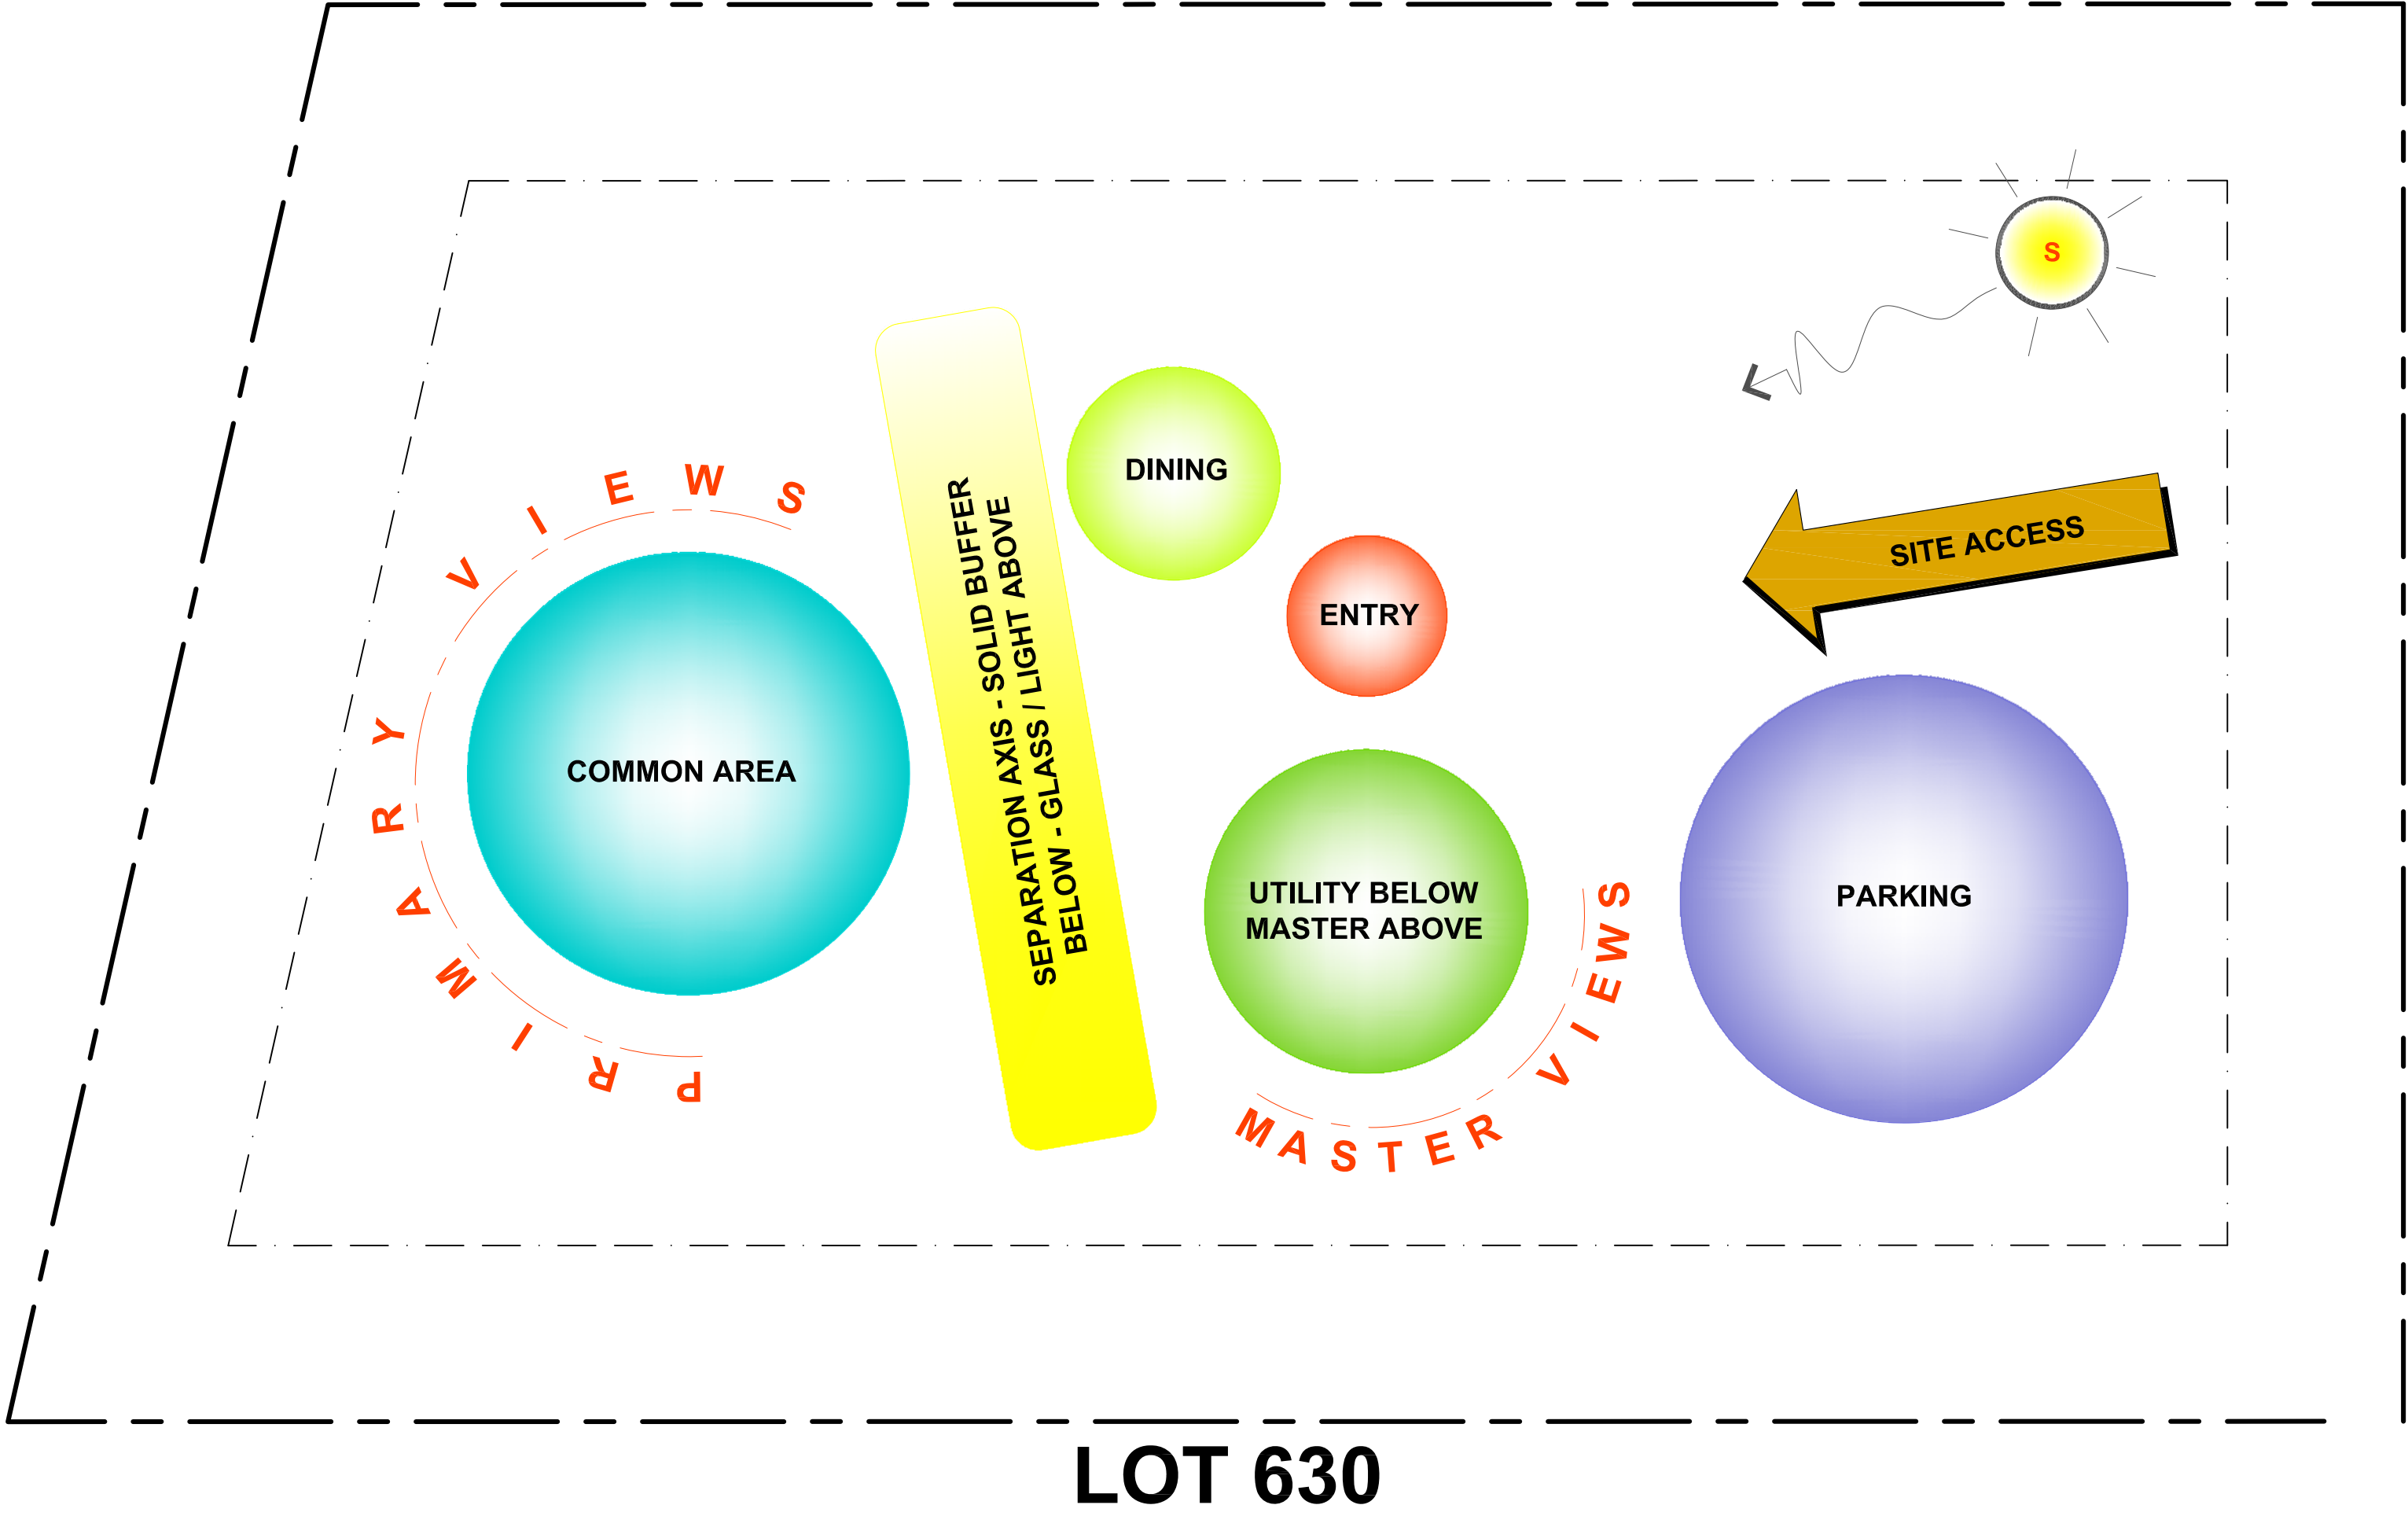 S
DINING
SITE ACCESS
ENTRY
PRIMARY VIEWS
COMMON AREA
SEPARATION AXIS - SOLID BUFFER
BELOW - GLASS / LIGHT ABOVE
UTILITY BELOW
MASTER ABOVE
MASTER VIEWS
PARKING
LOT 630